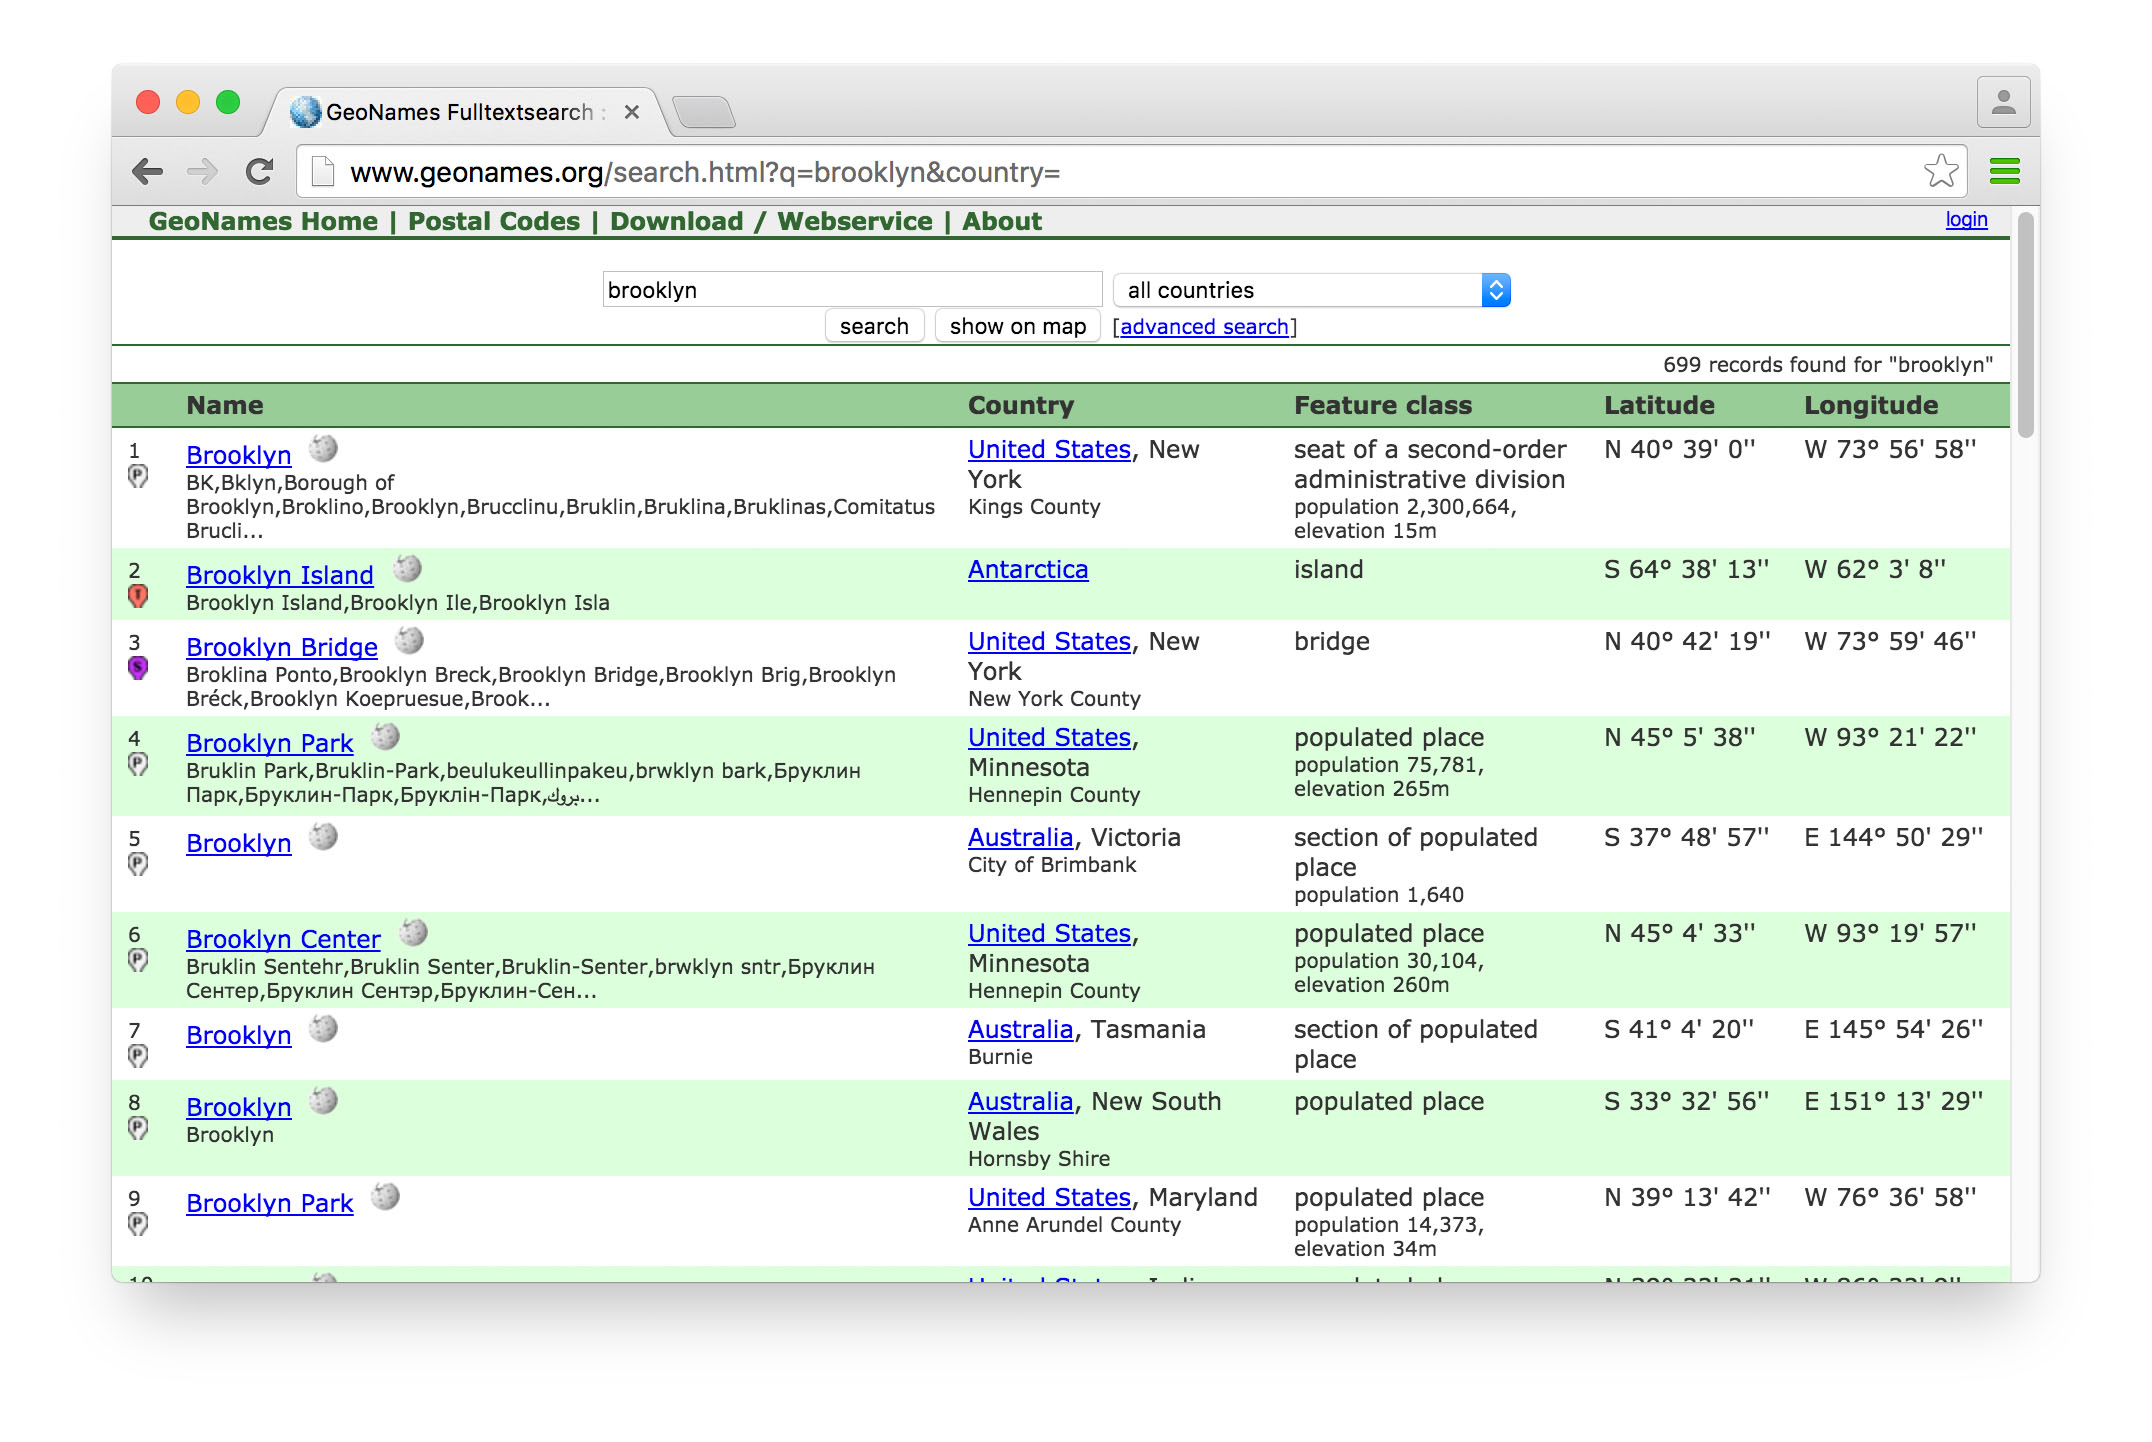 GeoNames Fulltextsearch :
www.geonames.org/search.html?q=brooklyn&country=
GeoNames Home | Postal Codes | Download / Webservice | About
login
brooklyn
all countries
search
show on map
[advanced search]
699 records found for "brooklyn"
Name Country Feature class Latitude Longitude
1
P
Brooklyn
BK,Bklyn,Borough of
Brooklyn,Broklino,Brooklyn,Brucclinu,Bruklin,Bruklina,Bruklinas,Comitatus
Brucli...
United States, New
York
Kings County
seat of a second-order
administrative division
population 2,300,664,
elevation 15m
N 40° 39' 0''
W 73° 56' 58''
2
T
Brooklyn Island
Brooklyn Island,Brooklyn Ile,Brooklyn Isla
Antarctica
island
S 64° 38' 13''
W 62° 3' 8''
3
S
Brooklyn Bridge
Broklina Ponto,Brooklyn Breck,Brooklyn Bridge,Brooklyn Brig,Brooklyn
Bréck,Brooklyn Koepruesue,Brook...
United States, New
York
New York County
bridge
N 40° 42' 19''
W 73° 59' 46''
4
P
Brooklyn Park
Bruklin Park,Bruklin-Park,beulukeullinpakeu,brwklyn bark,Бруклин
Парк,Бруклин-Парк,Бруклін-Парк,بروك...
United States,
Minnesota
Hennepin County
populated place
population 75,781,
elevation 265m
N 45° 5' 38''
W 93° 21' 22''
5
P
Brooklyn
Australia, Victoria
City of Brimbank
section of populated
place
population 1,640
S 37° 48' 57''
E 144° 50' 29''
6
P
Brooklyn Center
Bruklin Sentehr,Bruklin Senter,Bruklin-Senter,brwklyn sntr,Бруклин
Сентер,Бруклин Сентэр,Бруклин-Сен...
United States,
Minnesota
Hennepin County
populated place
population 30,104,
elevation 260m
N 45° 4' 33''
W 93° 19' 57''
7
P
Brooklyn
Australia, Tasmania
Burnie
section of populated
place
S 41° 4' 20''
E 145° 54' 26''
8
P
Brooklyn
Brooklyn
Australia, New South
Wales
Hornsby Shire
populated place
S 33° 32' 56''
E 151° 13' 29''
9
P
Brooklyn Park
United States, Maryland
Anne Arundel County
populated place
population 14,373,
elevation 34m
N 39° 13' 42''
W 76° 36' 58''